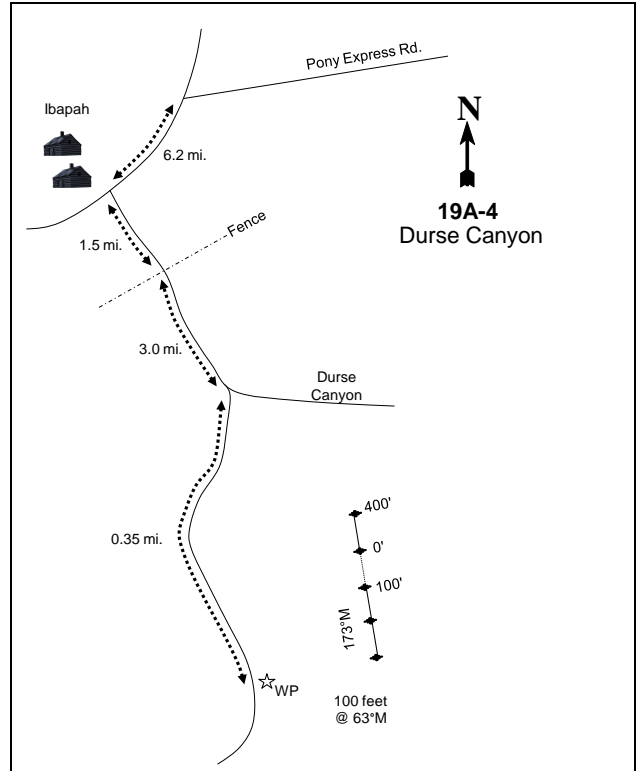 Pony Express Rd.
Ibapah
6.2 mi.
N
19A-4
Durse Canyon
1.5 mi.
Fence
3.0 mi.
Durse
Canyon
400'
0'
100'
173°M
0.35 mi.
WP
100 feet
@ 63°M